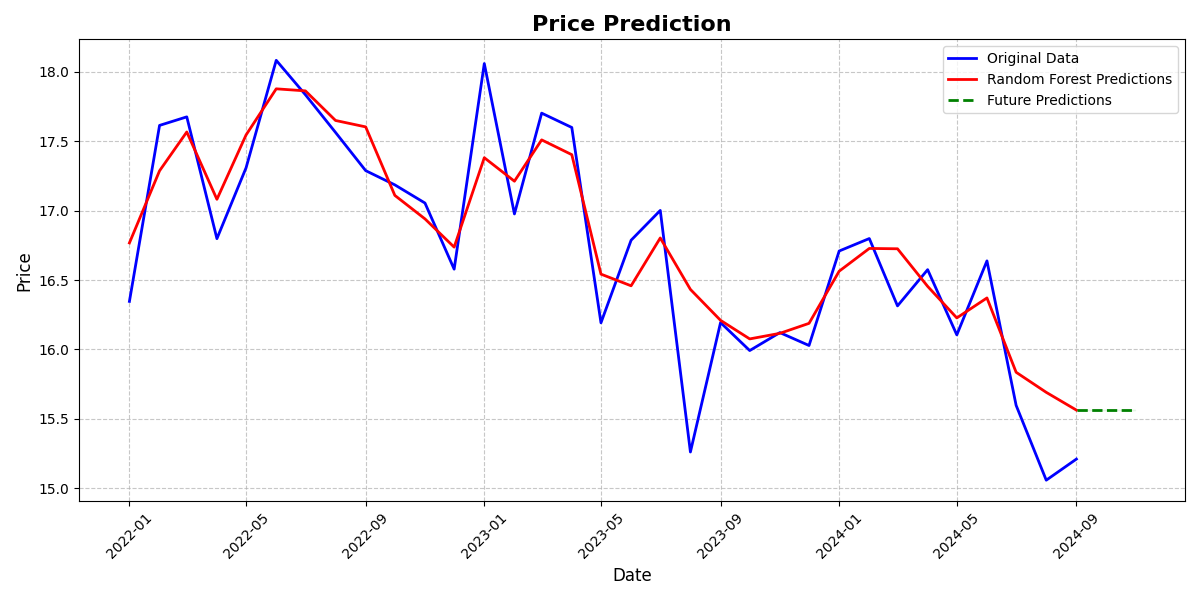 Price Prediction
Original Data
Random Forest Predictions
Future Predictions
Price
18.0
17.5
17.0
16.5
16.0
15.5
15.0
2022-01
2022-05
2022-09
2023-01
2023-05
2023-09
2024-01
2024-05
2024-09
Date